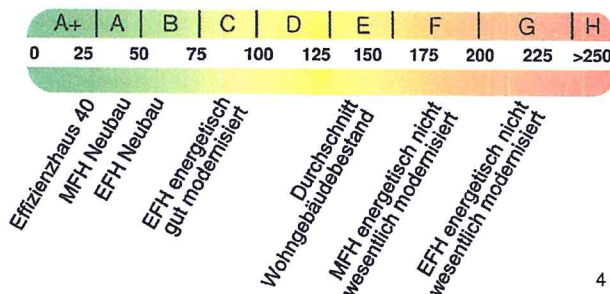 A+ A B C D E F G H
0 25 50 75 100 125 150 175 200 225 >250
Effizienzhaus 40
MFH Neubau
EFH Neubau
EFH energetisch
gut modernisiert
Durchschnitt
Wohngebäudebestand
MFH energetisch nicht
wesentlich modernisiert
EFH energetisch nicht
wesentlich modernisiert
4